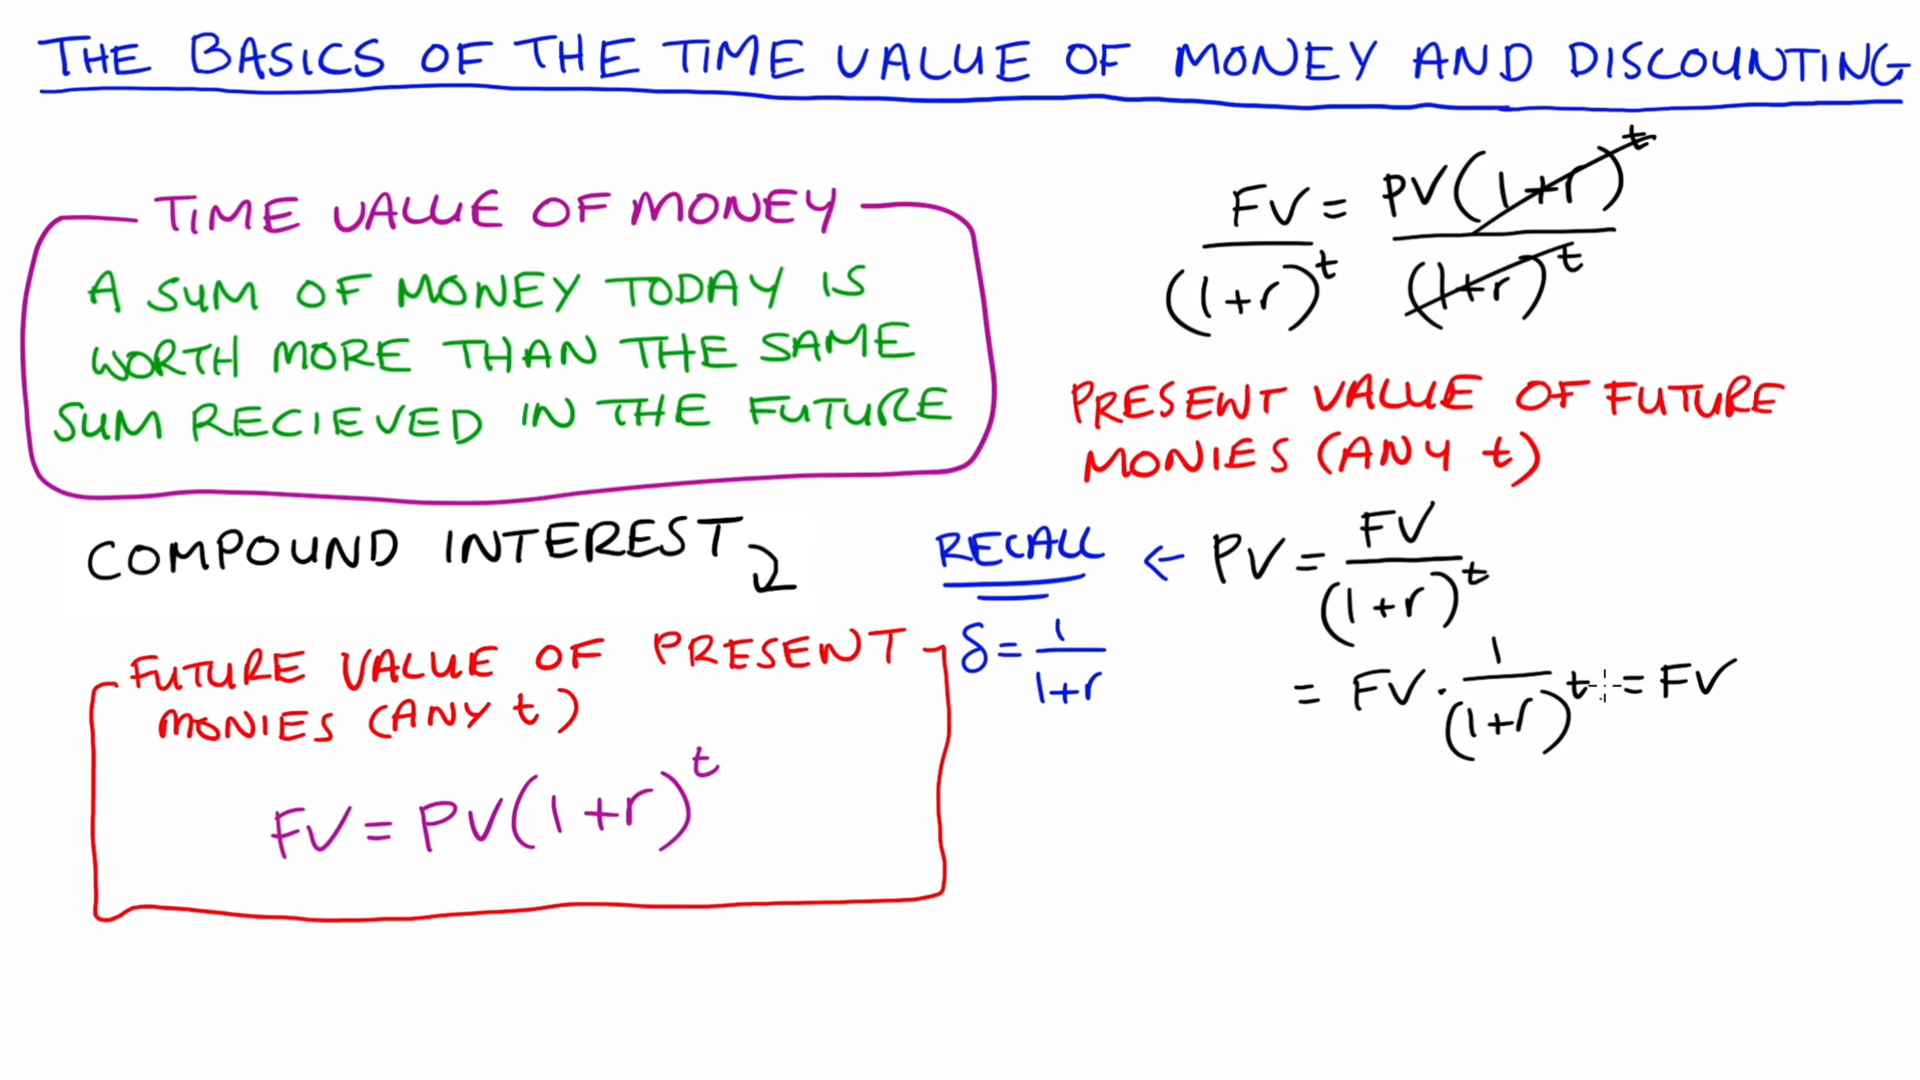 THE BASICS OF THE TIME VALUE OF MONEY AND DISCOUNTING
TIME VALUE OF MONEY
A SUM OF MONEY TODAY IS
WORTH MORE THAN THE SAME
SUM RECIEVED IN THE FUTURE
COMPOUND INTEREST
FUTURE VALUE OF PRESENT
MONIES (ANY t)
FV = PV(1+r)^t
FV/(1+r)^t = PV(1+r)^t/(1+r)^t
PRESENT VALUE OF FUTURE
MONIES (ANY t)
RECALL ← PV = FV/(1+r)^t
δ = 1/(1+r)
= FV · 1/(1+r)^t = FV